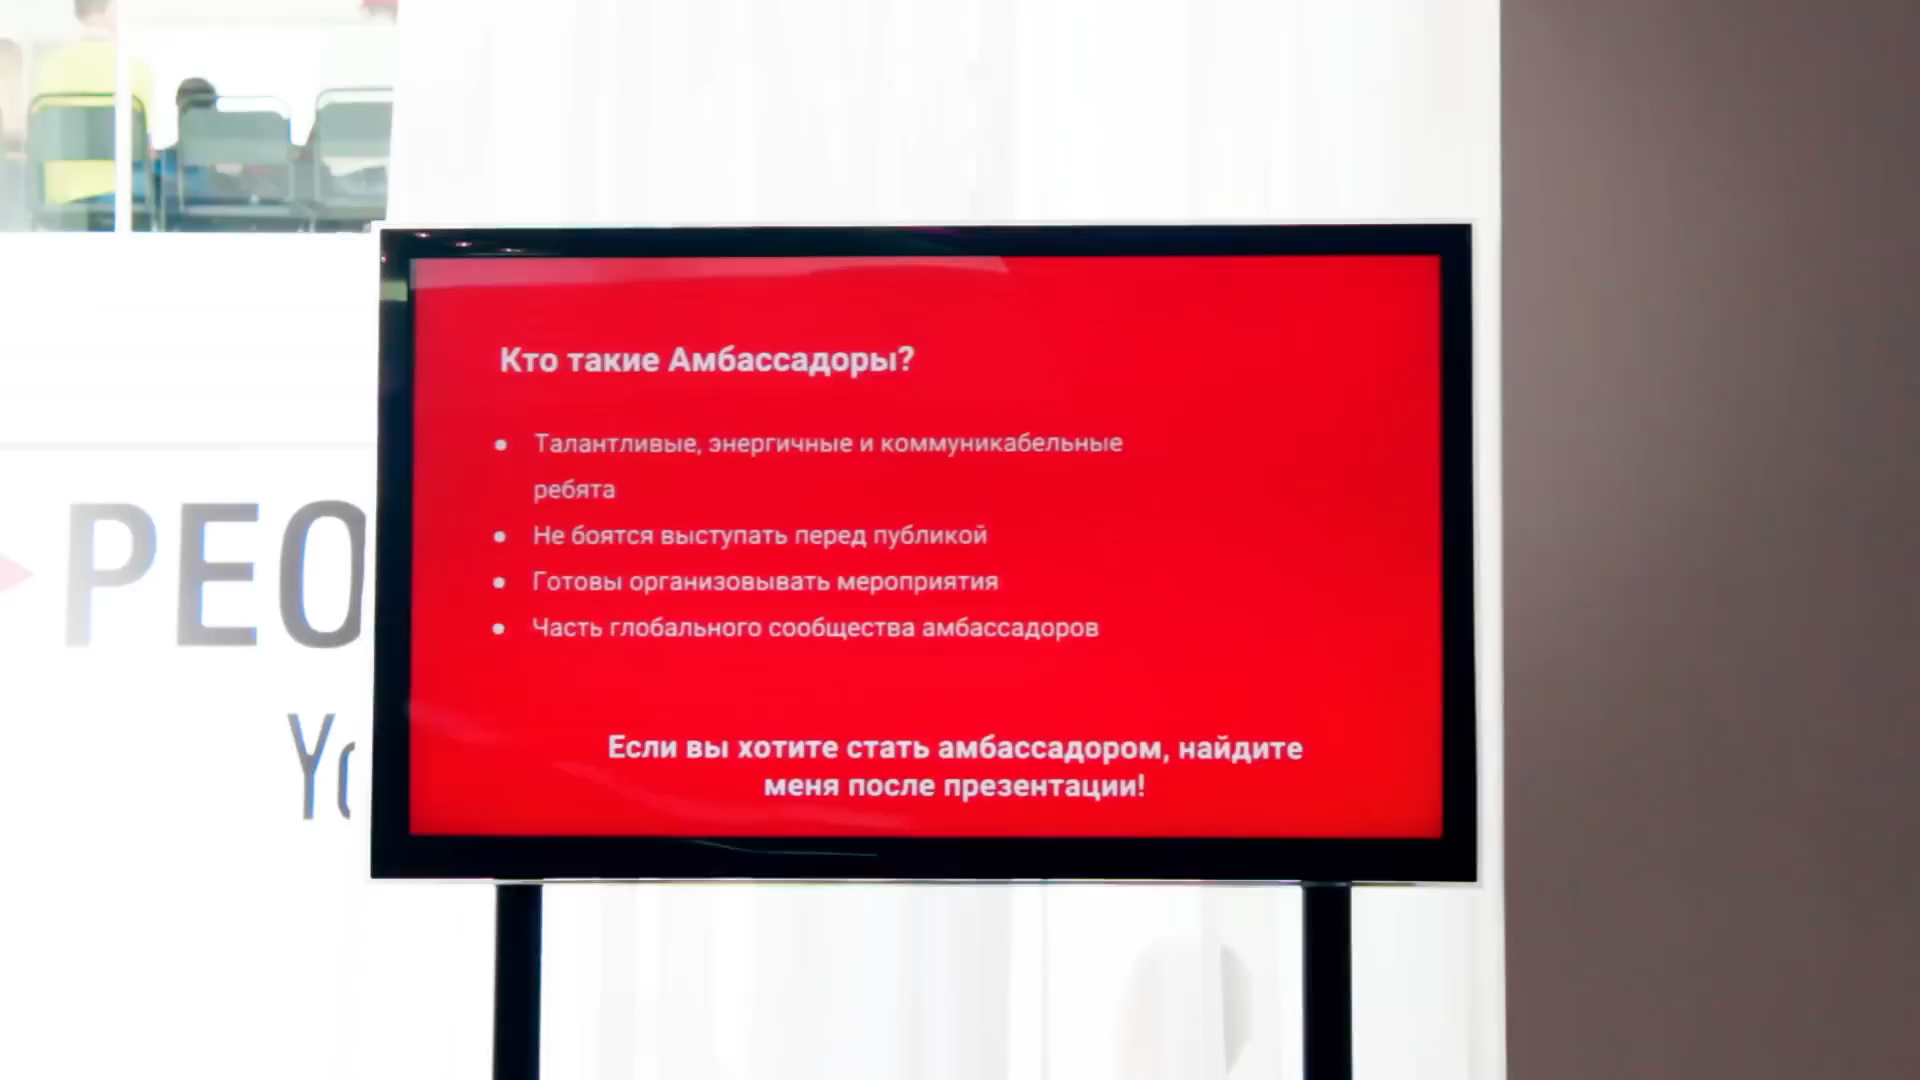 Кто такие Амбассадоры?
● Талантливые, энергичные и коммуникабельные
ребята
● Не боятся выступать перед публикой
● Готовы организовывать мероприятия
● Часть глобального сообщества амбассадоров
Если вы хотите стать амбассадором, найдите
меня после презентации!
PEO
Yo